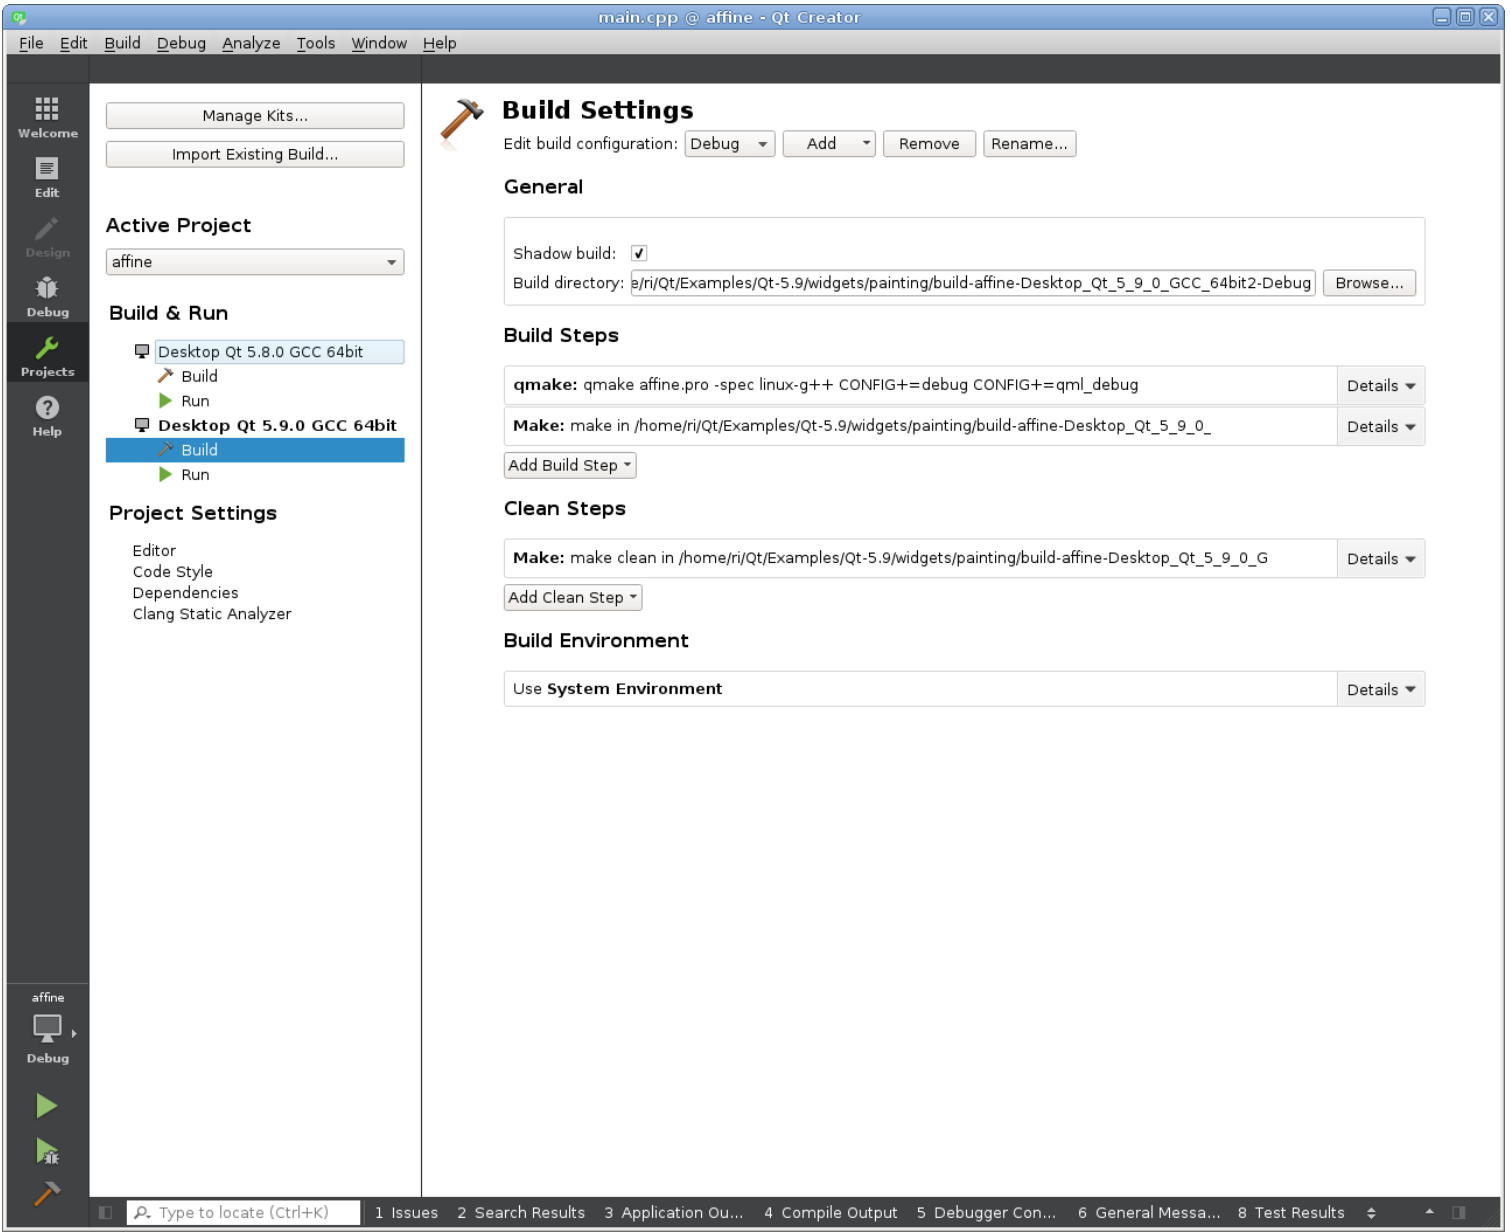 main.cpp @ affine - Qt Creator
File Edit Build Debug Analyze Tools Window Help
Welcome
Edit
Design
Debug
Projects
Help
Manage Kits...
Import Existing Build...
Active Project
affine
Build & Run
Desktop Qt 5.8.0 GCC 64bit
Build
Run
Desktop Qt 5.9.0 GCC 64bit
Build
Run
Project Settings
Editor
Code Style
Dependencies
Clang Static Analyzer
Build Settings
Edit build configuration: Debug Add Remove Rename...
General
Shadow build:
Build directory: e/ri/Qt/Examples/Qt-5.9/widgets/painting/build-affine-Desktop_Qt_5_9_0_GCC_64bit2-Debug Browse...
Build Steps
qmake: qmake affine.pro -spec linux-g++ CONFIG+=debug CONFIG+=qml_debug Details
Make: make in /home/ri/Qt/Examples/Qt-5.9/widgets/painting/build-affine-Desktop_Qt_5_9_0_ Details
Add Build Step
Clean Steps
Make: make clean in /home/ri/Qt/Examples/Qt-5.9/widgets/painting/build-affine-Desktop_Qt_5_9_0_G Details
Add Clean Step
Build Environment
Use System Environment Details
affine
Debug
Type to locate (Ctrl+K) 1 Issues 2 Search Results 3 Application Ou... 4 Compile Output 5 Debugger Con... 6 General Messa... 8 Test Results